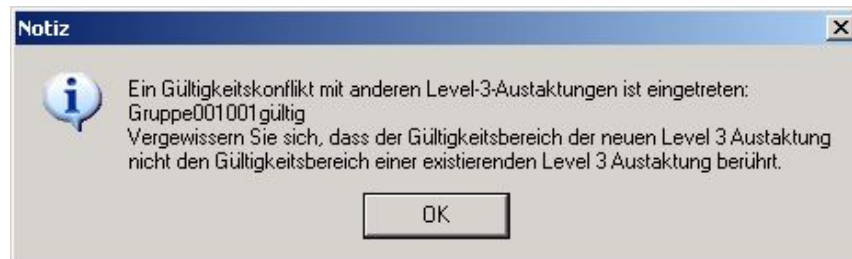 Notiz
Ein Gültigkeitskonflikt mit anderen Level-3-Austaktungen ist eingetreten:
Gruppe001001gültig
Vergewissern Sie sich, dass der Gültigkeitsbereich der neuen Level 3 Austaktung
nicht den Gültigkeitsbereich einer existierenden Level 3 Austaktung berührt.
OK